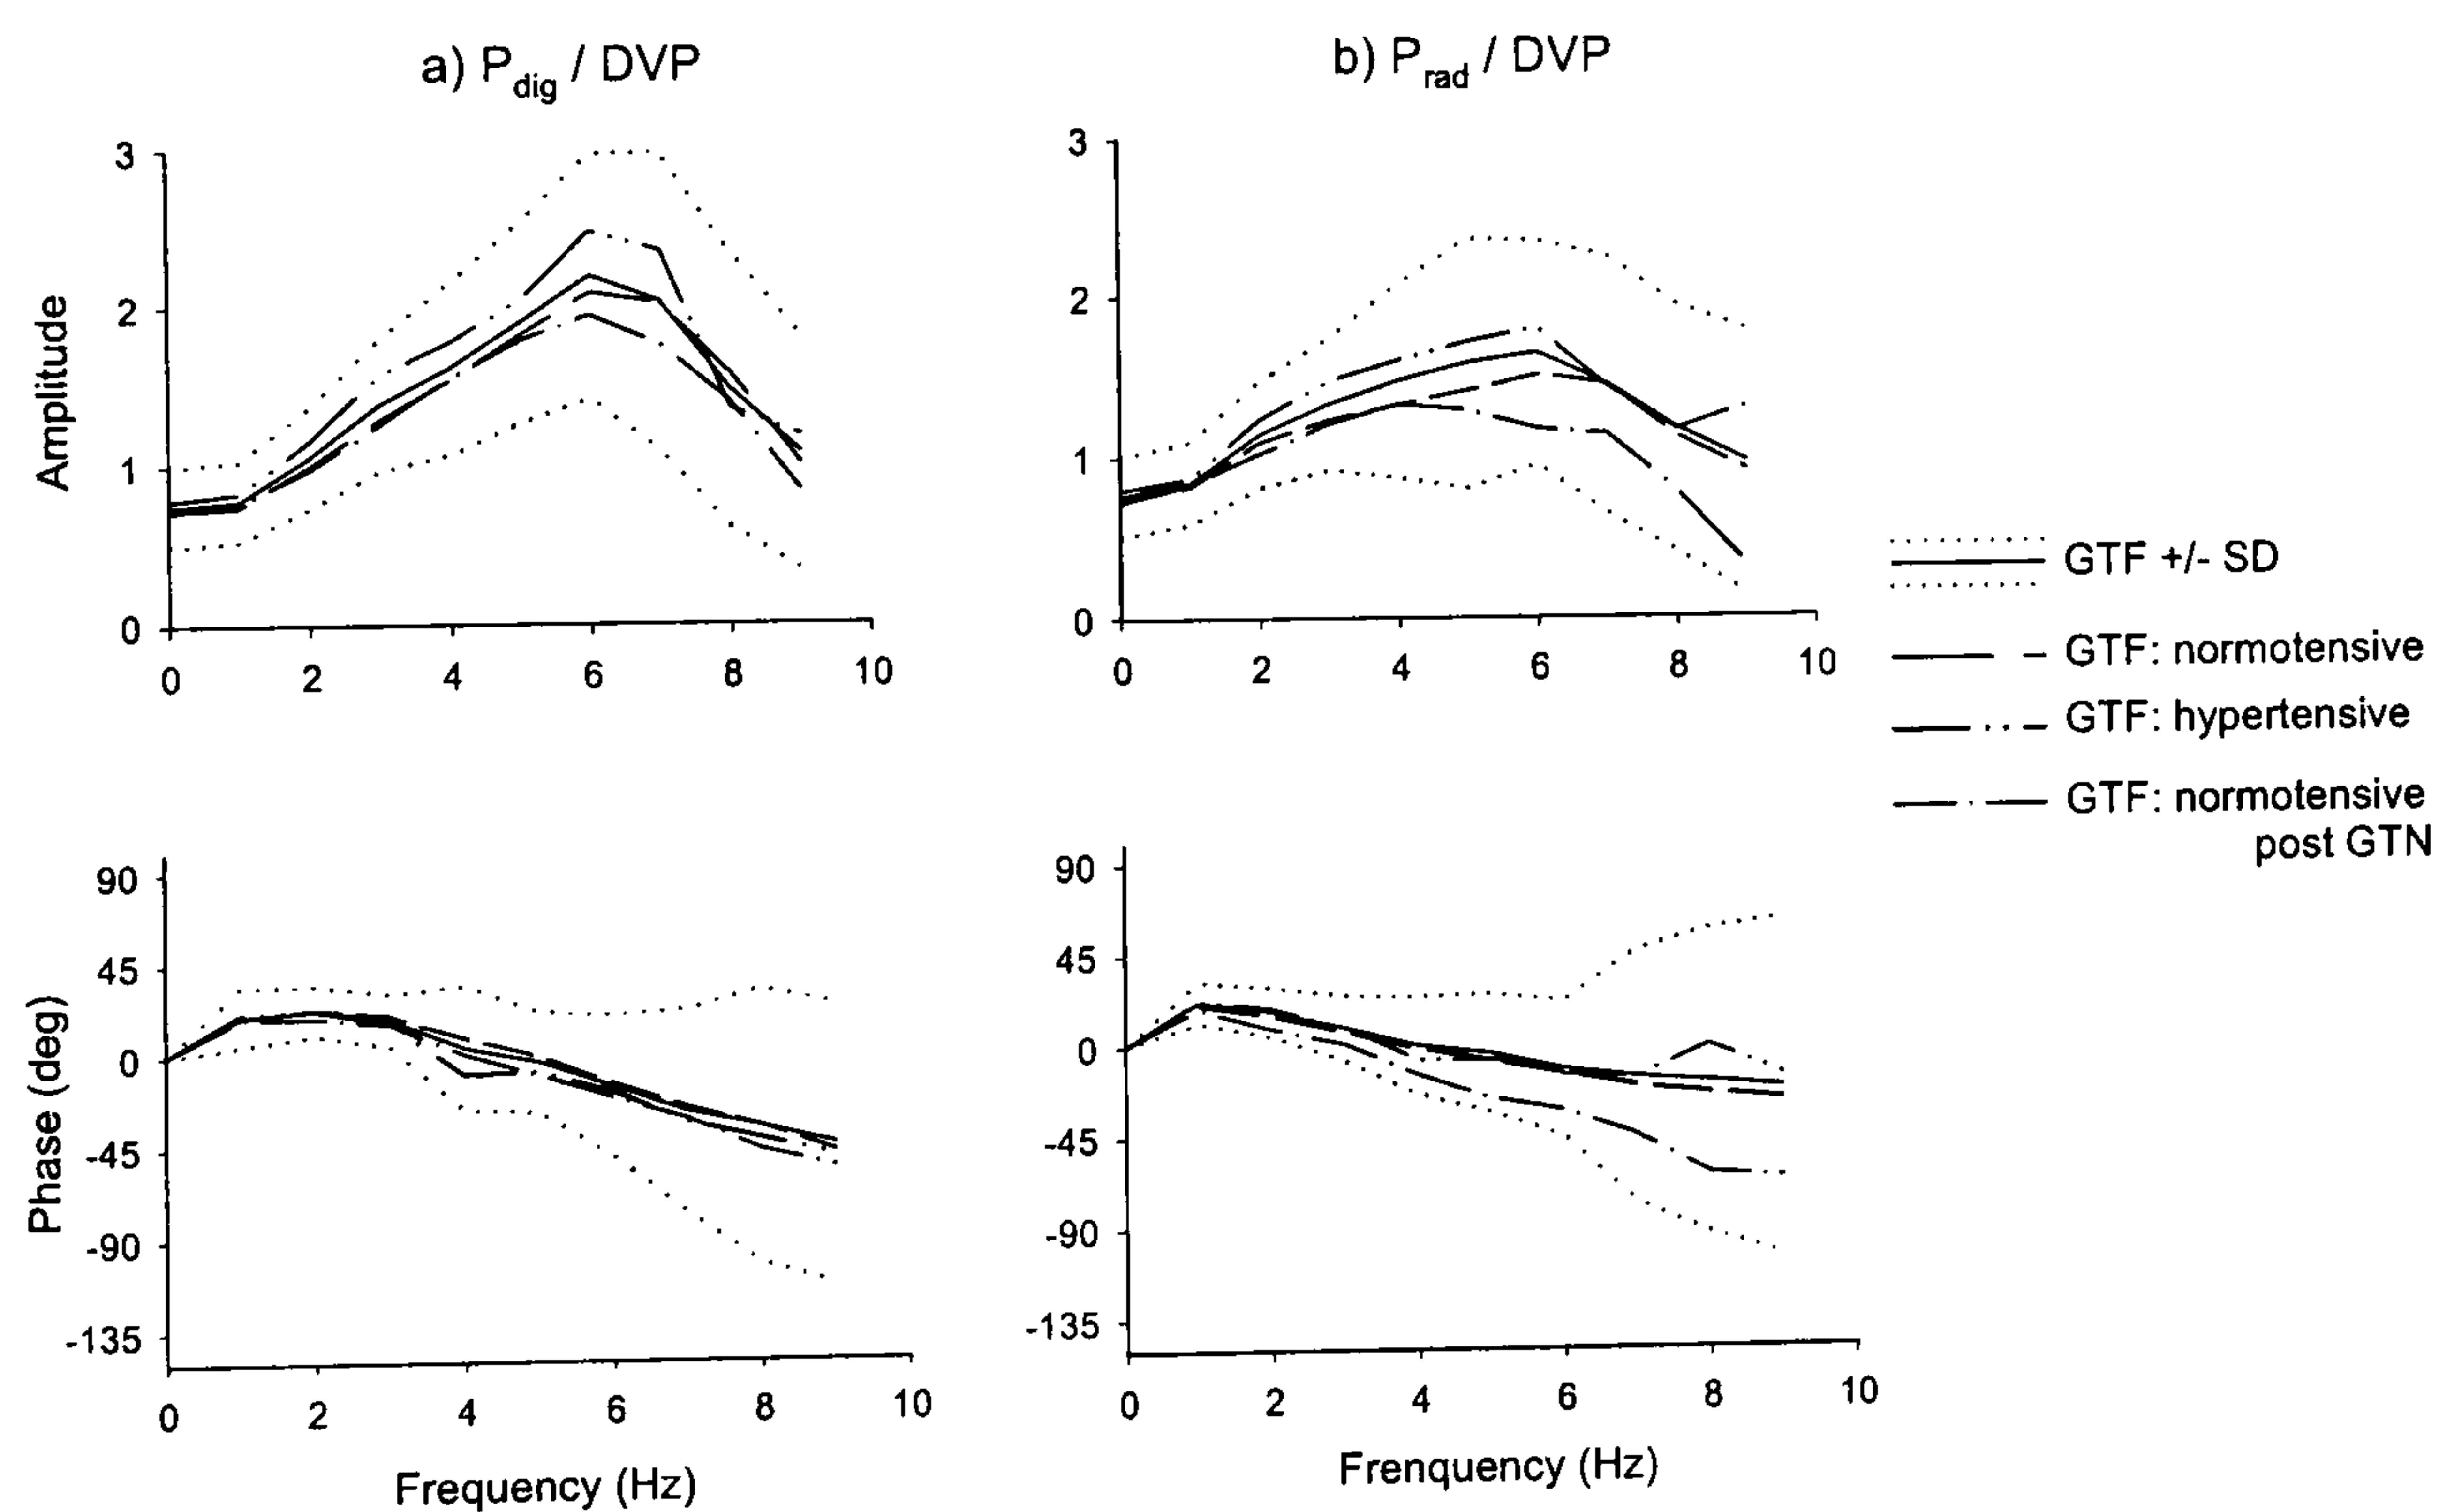 a) Pdig / DVP
b) Prad / DVP
Amplitude
3
2
1
0
0 2 4 6 8 10
3
2
1
0
0 2 4 6 8 10
GTF +/- SD
GTF: normotensive
GTF: hypertensive
GTF: normotensive
post GTN
Phase (deg)
90
45
0
-45
-90
-135
0 2 4 6 8 10
Frequency (Hz)
90
45
0
-45
-90
-135
0 2 4 6 8 10
Frenquency (Hz)